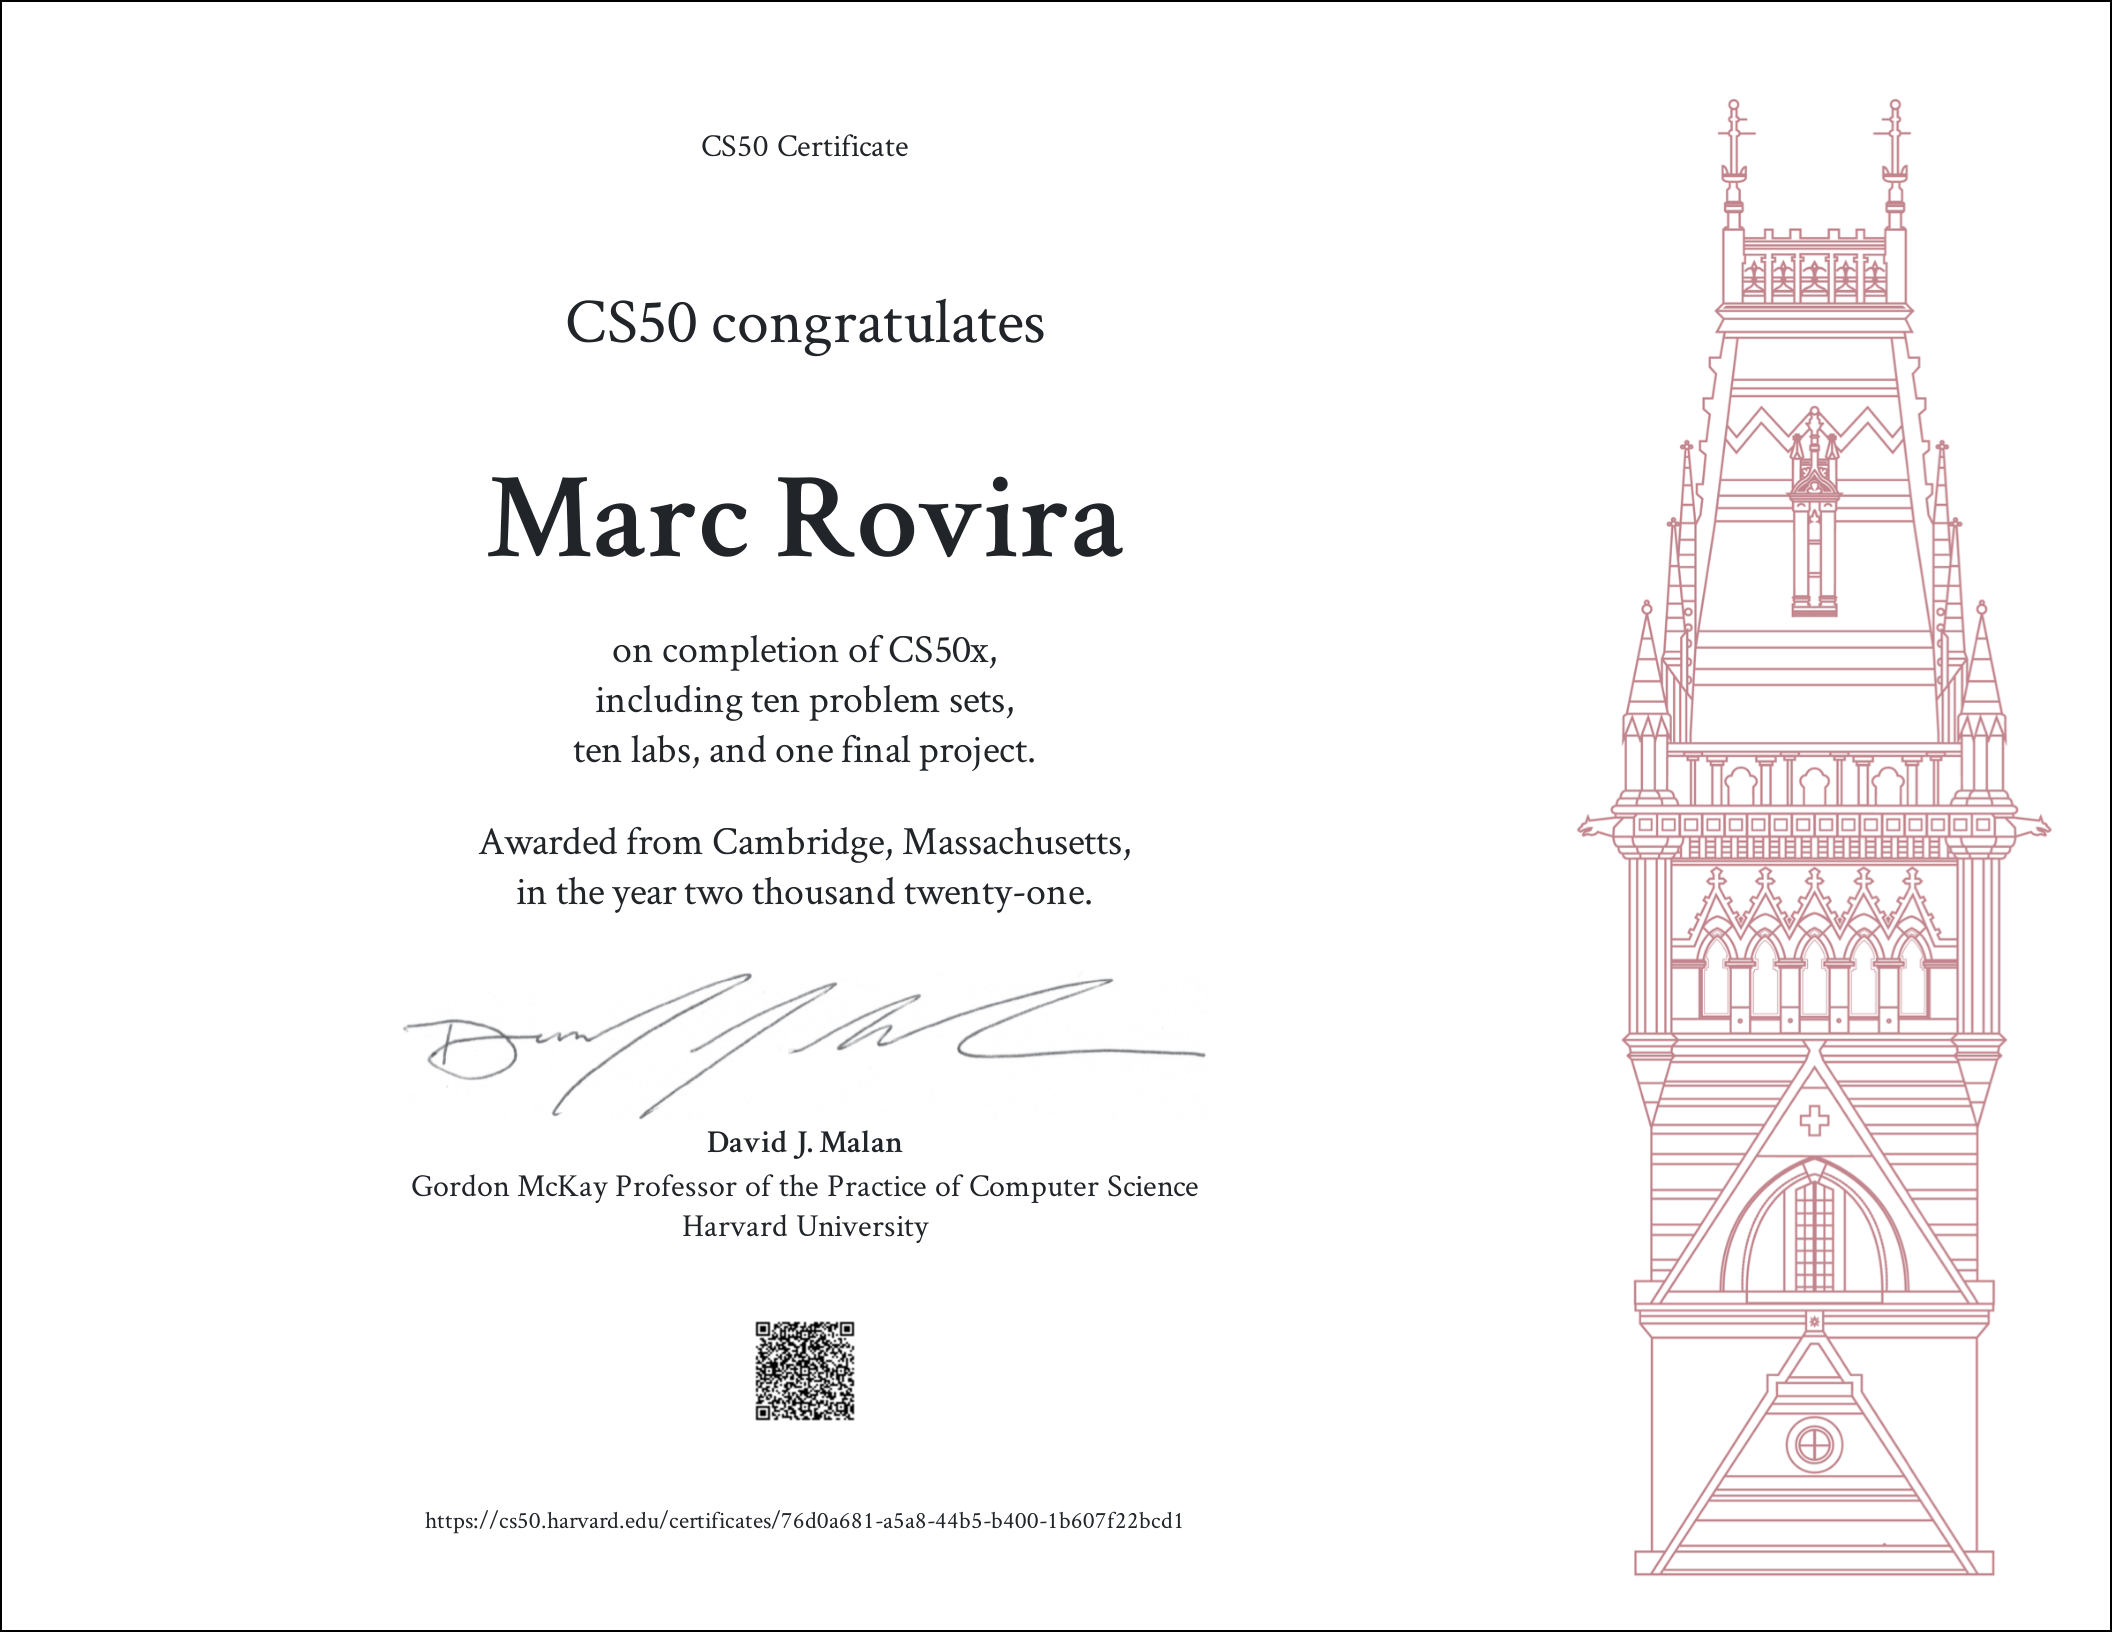 CS50 Certificate
CS50 congratulates
Marc Rovira
on completion of CS50x,
including ten problem sets,
ten labs, and one final project.
Awarded from Cambridge, Massachusetts,
in the year two thousand twenty-one.
David J. Malan
Gordon McKay Professor of the Practice of Computer Science
Harvard University
https://cs50.harvard.edu/certificates/76d0a681-a5a8-44b5-b400-1b607f22bcd1